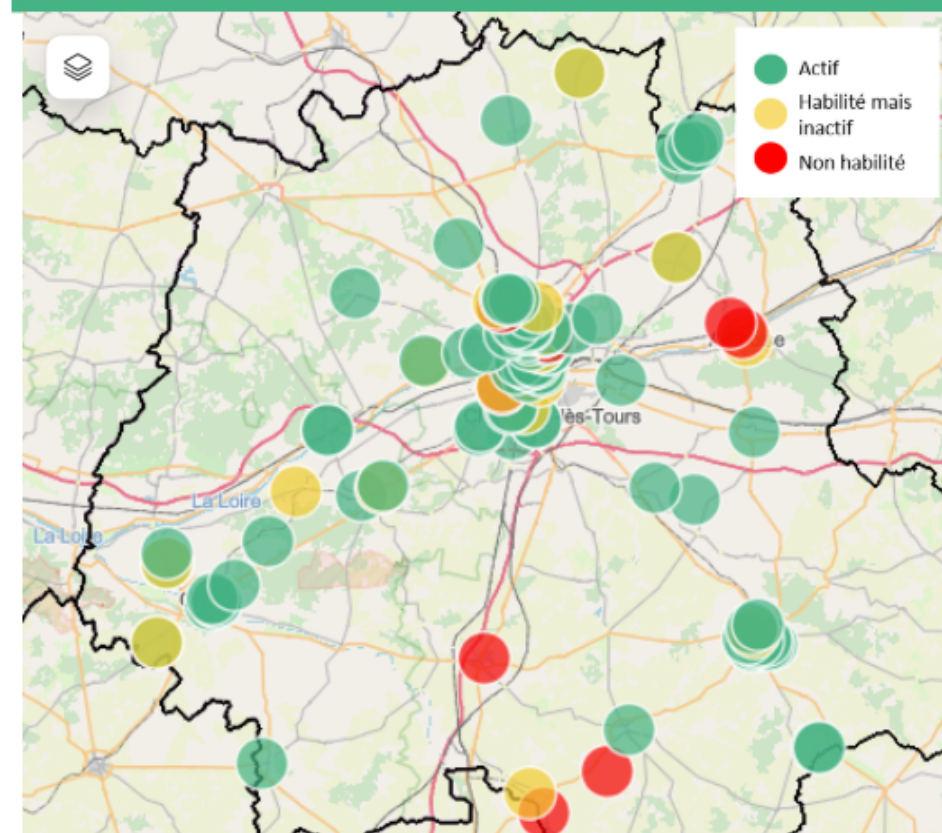 Actif
Habilité mais
inactif
Non habilité
lès-Tours
La Loire
La Loire